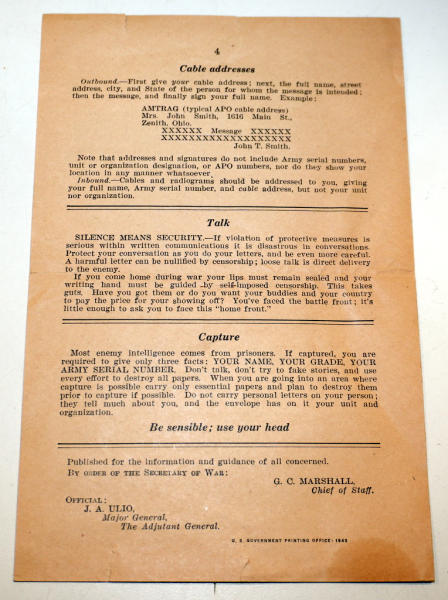 4
Cable addresses
Outbound.—First give your cable address; next, the full name, street
address, city, and State of the person for whom the message is intended;
then the message, and finally sign your full name. Example:
AMTRAG (typical APO cable address)
Mrs. John Smith, 1616 Main St.,
Zenith, Ohio.
XXXXXX Message XXXXXX
XXXXXXXXXXXXXXXXXXX
John T. Smith.
Note that addresses and signatures do not include Army serial numbers,
unit or organization designation, or APO numbers, nor do they show your
location in any manner whatsoever.
Inbound.—Cables and radiograms should be addressed to you, giving
your full name, Army serial number, and cable address, but not your unit
nor organization.
Talk
SILENCE MEANS SECURITY.—If violation of protective measures is
serious within written communications it is disastrous in conversations.
Protect your conversation as you do your letters, and be even more careful.
A harmful letter can be nullified by censorship; loose talk is direct delivery
to the enemy.
If you come home during war your lips must remain sealed and your
writing hand must be guided by self-imposed censorship. This takes
guts. Have you got them or do you want your buddies and your country
to pay the price for your showing off? You've faced the battle front; it's
little enough to ask you to face this "home front."
Capture
Most enemy intelligence comes from prisoners. If captured, you are
required to give only three facts: YOUR NAME, YOUR GRADE, YOUR
ARMY SERIAL NUMBER. Don't talk, don't try to fake stories, and use
every effort to destroy all papers. When you are going into an area where
capture is possible carry only essential papers and plan to destroy them
prior to capture if possible. Do not carry personal letters on your person;
they tell much about you, and the envelope has on it your unit and
organization.
Be sensible; use your head
Published for the information and guidance of all concerned.
BY ORDER OF THE SECRETARY OF WAR:
G. C. MARSHALL,
Chief of Staff.
OFFICIAL:
J. A. ULIO,
Major General,
The Adjutant General.
U. S. GOVERNMENT PRINTING OFFICE: 1943